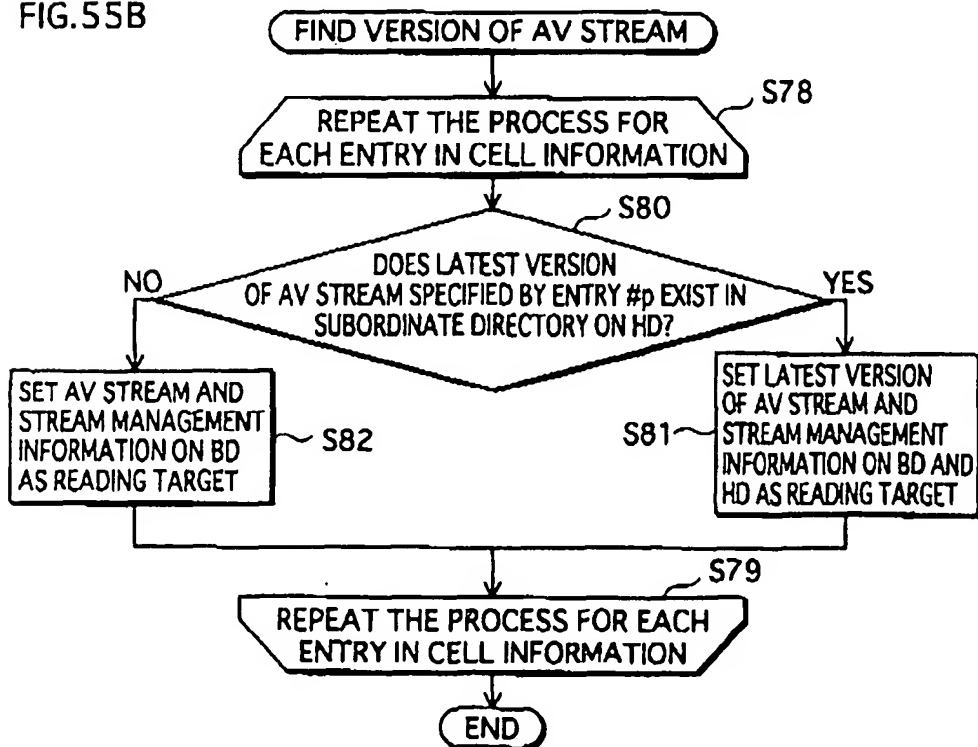 FIG.55B
FIND VERSION OF AV STREAM
S78
REPEAT THE PROCESS FOR
EACH ENTRY IN CELL INFORMATION
S80
DOES LATEST VERSION
OF AV STREAM SPECIFIED BY ENTRY #p EXIST IN
SUBORDINATE DIRECTORY ON HD?
NO
YES
SET AV STREAM AND
STREAM MANAGEMENT
INFORMATION ON BD
AS READING TARGET
S82
S81
SET LATEST VERSION
OF AV STREAM AND
STREAM MANAGEMENT
INFORMATION ON BD AND
HD AS READING TARGET
S79
REPEAT THE PROCESS FOR EACH
ENTRY IN CELL INFORMATION
END